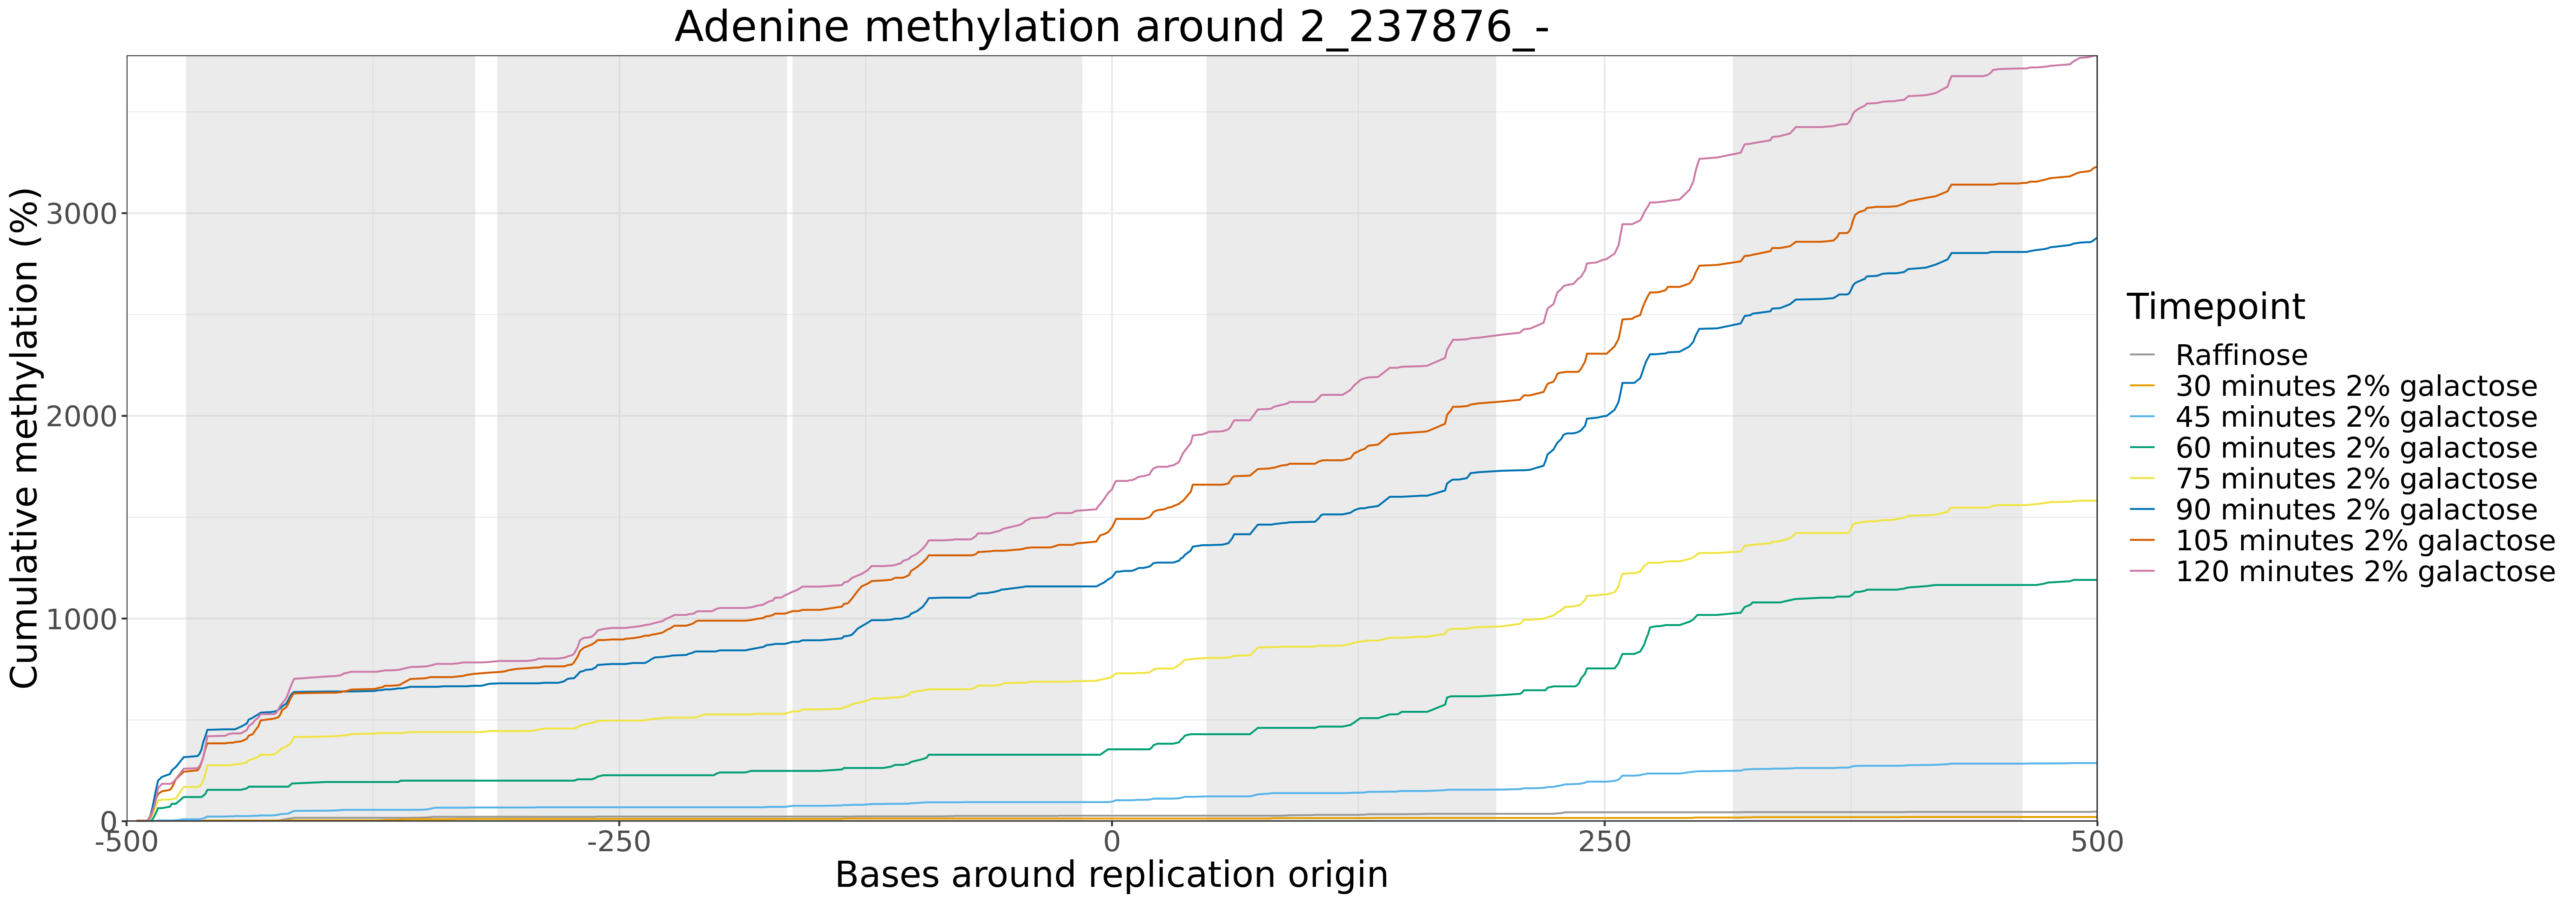 Adenine methylation around 2_237876_-
Cumulative methylation (%)
3000
2000
1000
0
-500
-250
0
250
500
Bases around replication origin
Timepoint
Raffinose
30 minutes 2% galactose
45 minutes 2% galactose
60 minutes 2% galactose
75 minutes 2% galactose
90 minutes 2% galactose
105 minutes 2% galactose
120 minutes 2% galactose